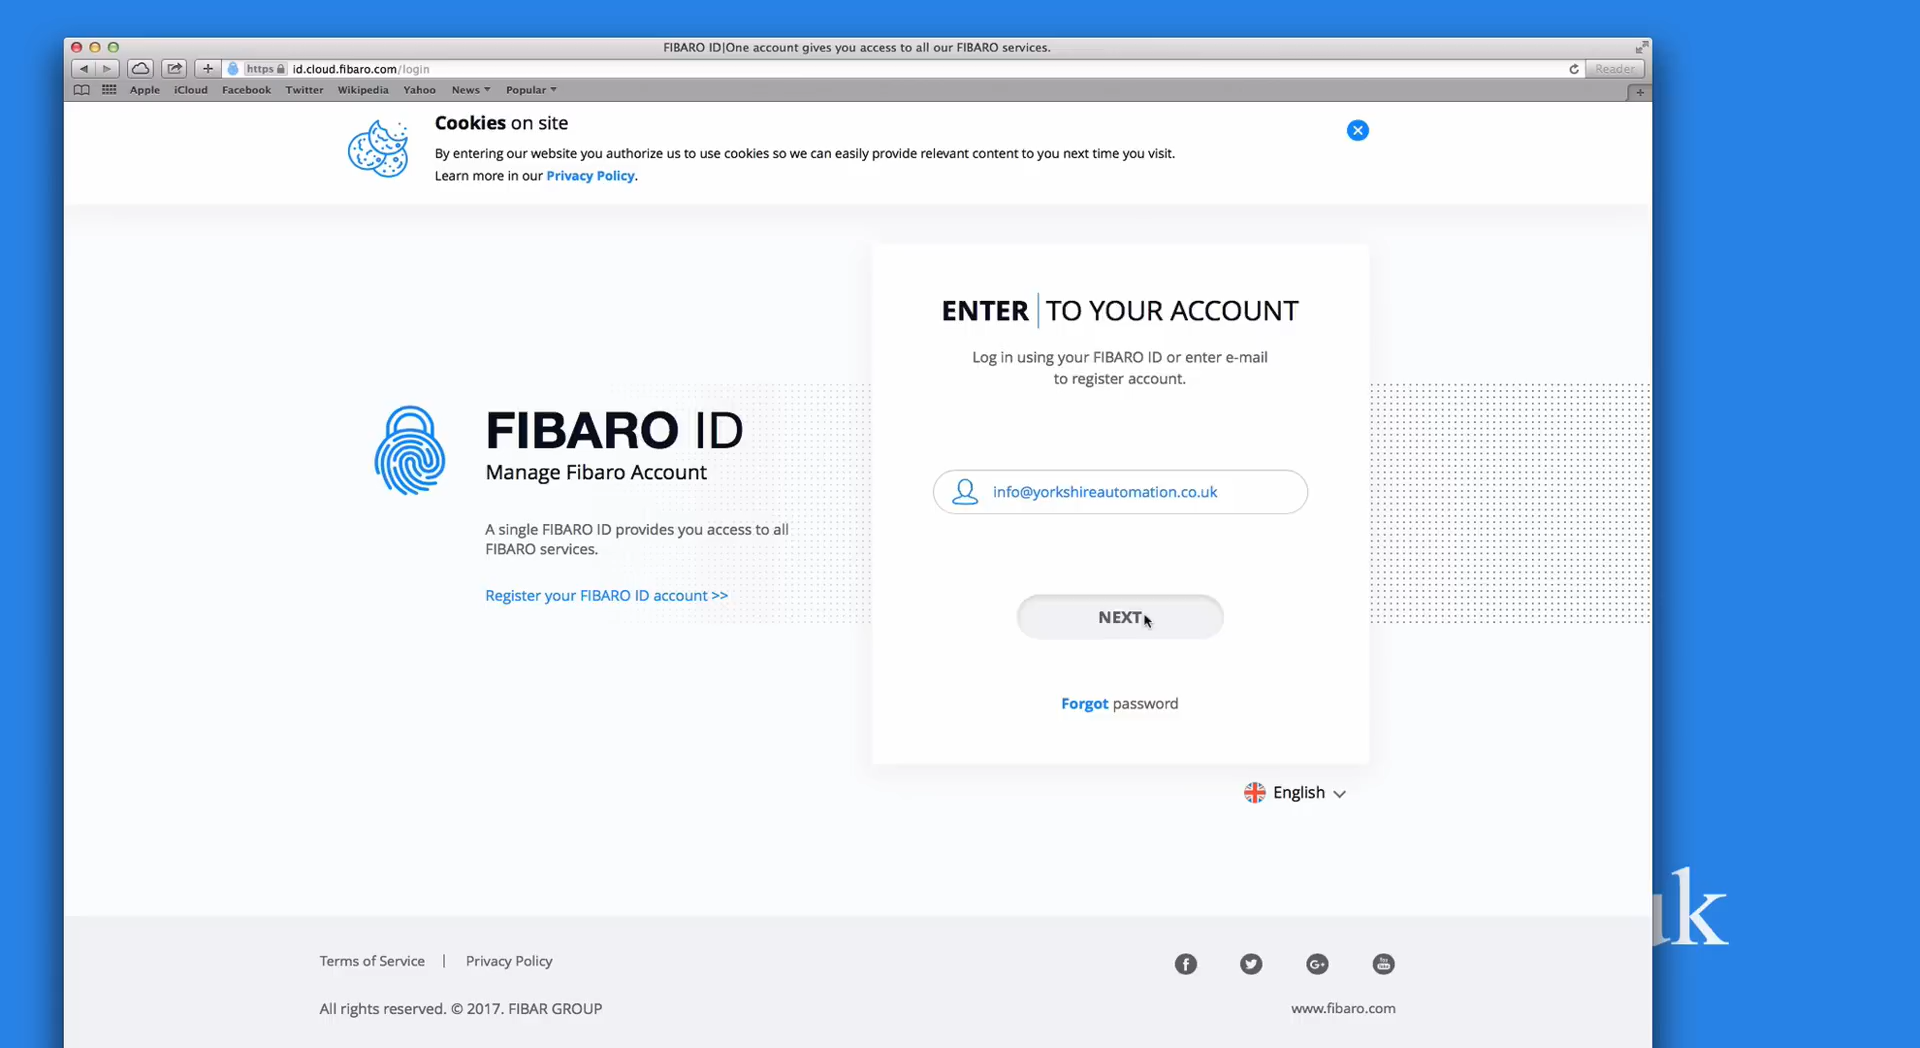 FIBARO ID|One account gives you access to all our FIBARO services.
https id.cloud.fibaro.com/login
Reader
Apple iCloud Facebook Twitter Wikipedia Yahoo News Popular
Cookies on site
By entering our website you authorize us to use cookies so we can easily provide relevant content to you next time you visit.
Learn more in our Privacy Policy.
ENTER TO YOUR ACCOUNT
Log in using your FIBARO ID or enter e-mail
to register account.
FIBARO ID
Manage Fibaro Account
A single FIBARO ID provides you access to all
FIBARO services.
Register your FIBARO ID account >>
info@yorkshireautomation.co.uk
NEXT
Forgot password
English
uk
Terms of Service | Privacy Policy
All rights reserved. © 2017. FIBAR GROUP
www.fibaro.com